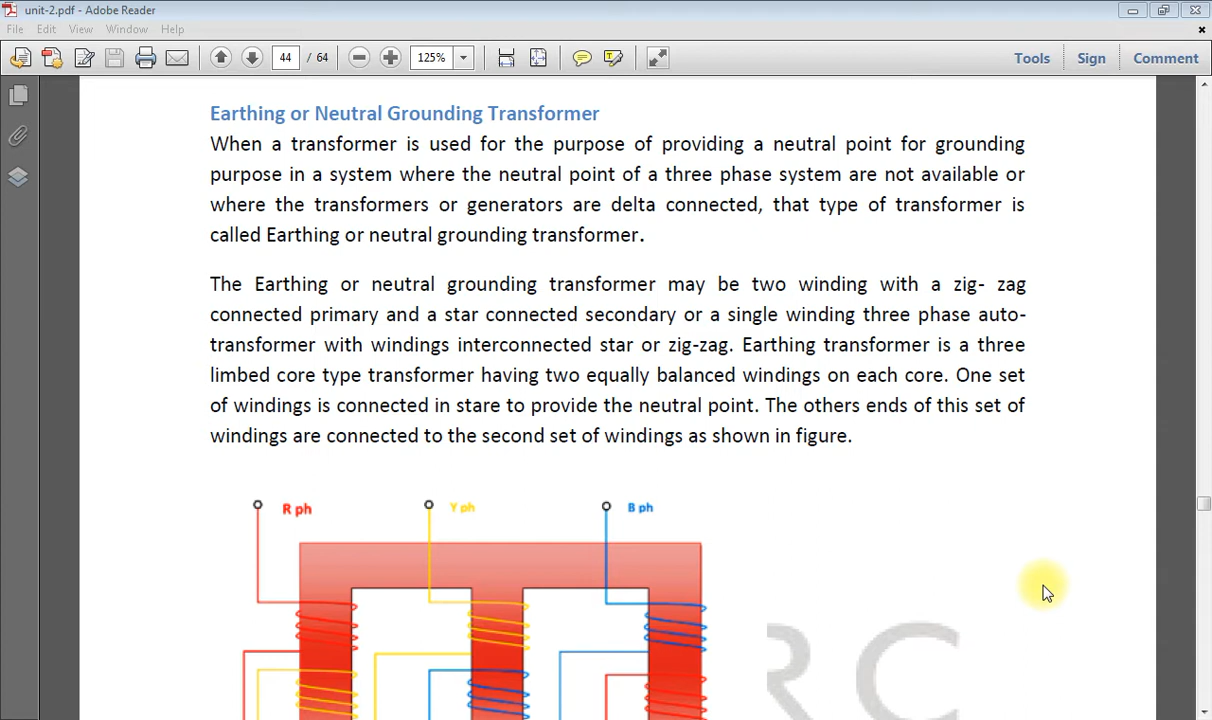 unit-2.pdf - Adobe Reader
File Edit View Window Help
44 / 64 125% Tools Sign Comment
Earthing or Neutral Grounding Transformer
When a transformer is used for the purpose of providing a neutral point for grounding
purpose in a system where the neutral point of a three phase system are not available or
where the transformers or generators are delta connected, that type of transformer is
called Earthing or neutral grounding transformer.
The Earthing or neutral grounding transformer may be two winding with a zig- zag
connected primary and a star connected secondary or a single winding three phase auto-
transformer with windings interconnected star or zig-zag. Earthing transformer is a three
limbed core type transformer having two equally balanced windings on each core. One set
of windings is connected in stare to provide the neutral point. The others ends of this set of
windings are connected to the second set of windings as shown in figure.
R ph Y ph B ph
RC